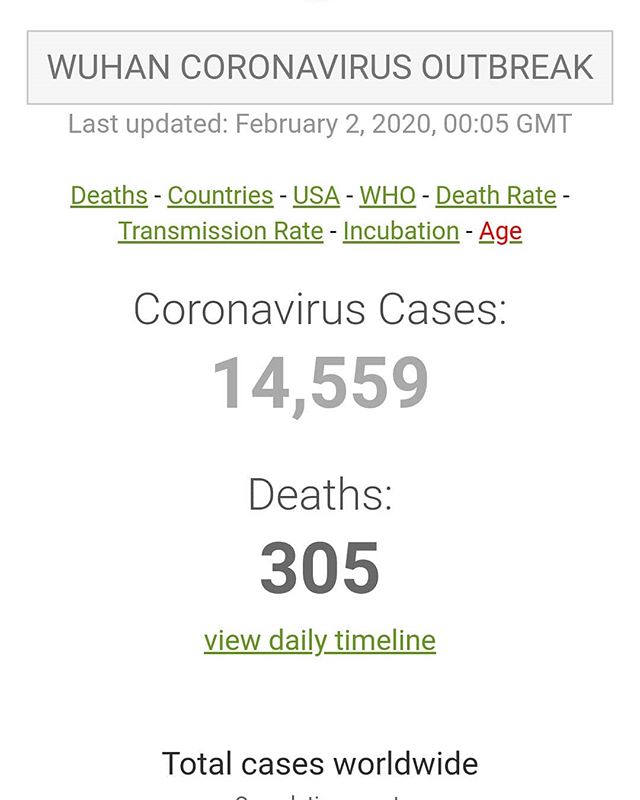 WUHAN CORONAVIRUS OUTBREAK
Last updated: February 2, 2020, 00:05 GMT
Deaths - Countries - USA - WHO - Death Rate -
Transmission Rate - Incubation - Age
Coronavirus Cases:
14,559
Deaths:
305
view daily timeline
Total cases worldwide